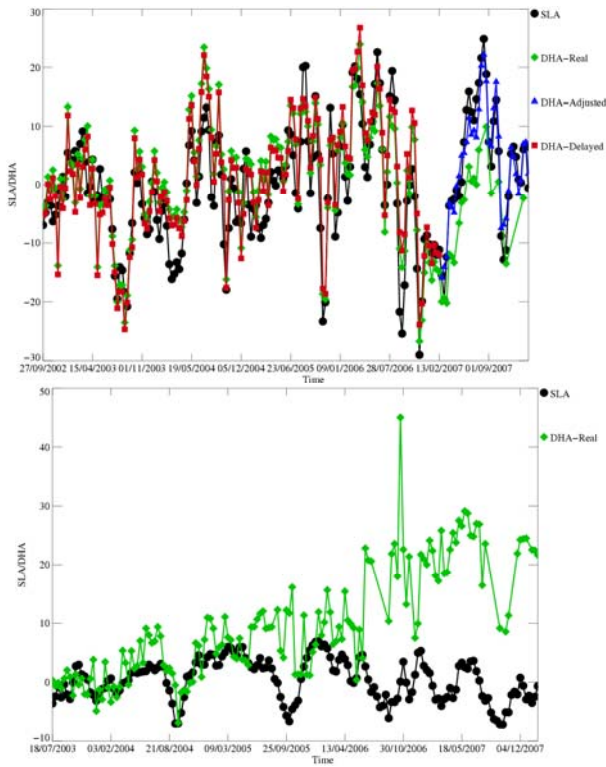 SLA
DHA-Real
DHA-Adjusted
DHA-Delayed
SLA/DHA
20
10
0
-10
-20
-30
27/09/2002 15/04/2003 01/11/2003 19/05/2004 05/12/2004 23/06/2005 09/01/2006 28/07/2006 13/02/2007 01/09/2007
Time
SLA
DHA-Real
SLA/DHA
50
40
30
20
10
0
-10
18/07/2003 03/02/2004 21/08/2004 09/03/2005 25/09/2005 13/04/2006 30/10/2006 18/05/2007 04/12/2007
Time